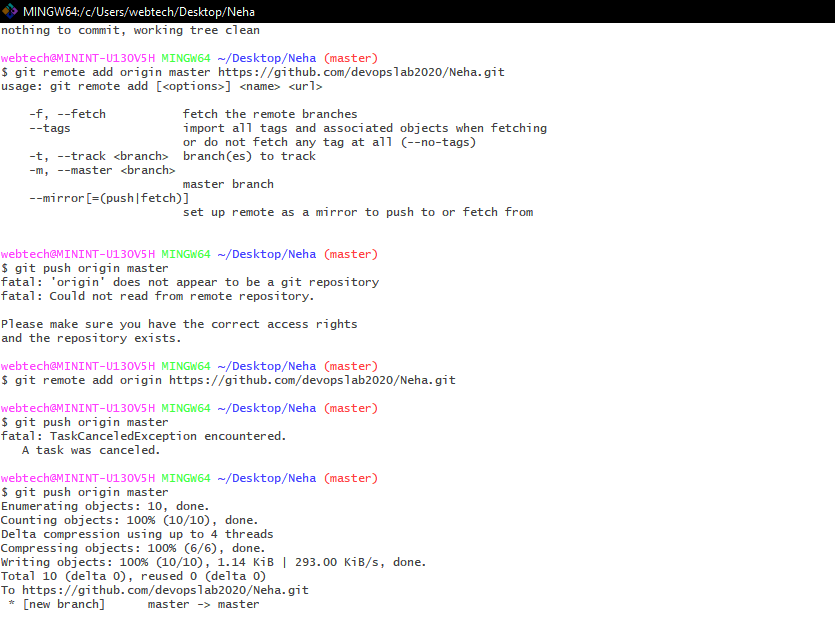 MINGW64:/c/Users/webtech/Desktop/Neha
nothing to commit, working tree clean
webtech@MININT-U13OV5H MINGW64 ~/Desktop/Neha (master)
$ git remote add origin master https://github.com/devopslab2020/Neha.git
usage: git remote add [<options>] <name> <url>
-f, --fetch fetch the remote branches
--tags import all tags and associated objects when fetching
or do not fetch any tag at all (--no-tags)
-t, --track <branch> branch(es) to track
-m, --master <branch>
master branch
--mirror[=(push|fetch)]
set up remote as a mirror to push to or fetch from
webtech@MININT-U13OV5H MINGW64 ~/Desktop/Neha (master)
$ git push origin master
fatal: 'origin' does not appear to be a git repository
fatal: Could not read from remote repository.
Please make sure you have the correct access rights
and the repository exists.
webtech@MININT-U13OV5H MINGW64 ~/Desktop/Neha (master)
$ git remote add origin https://github.com/devopslab2020/Neha.git
webtech@MININT-U13OV5H MINGW64 ~/Desktop/Neha (master)
$ git push origin master
fatal: TaskCanceledException encountered.
A task was canceled.
webtech@MININT-U13OV5H MINGW64 ~/Desktop/Neha (master)
$ git push origin master
Enumerating objects: 10, done.
Counting objects: 100% (10/10), done.
Delta compression using up to 4 threads
Compressing objects: 100% (6/6), done.
Writing objects: 100% (10/10), 1.14 KiB | 293.00 KiB/s, done.
Total 10 (delta 0), reused 0 (delta 0)
To https://github.com/devopslab2020/Neha.git
* [new branch] master -> master